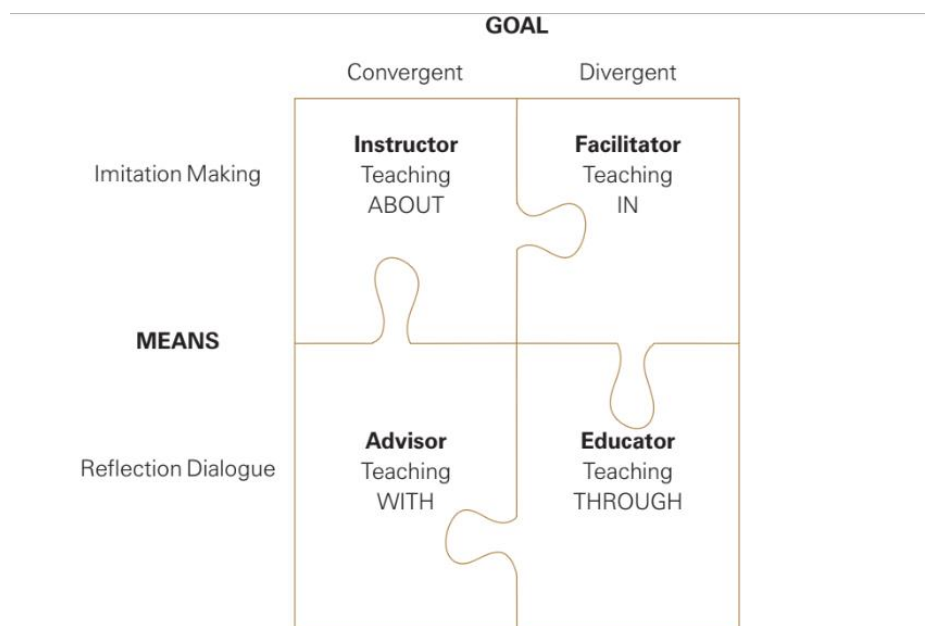 GOAL
Convergent Divergent
Imitation Making
Instructor
Teaching
ABOUT
Facilitator
Teaching
IN
MEANS
Reflection Dialogue
Advisor
Teaching
WITH
Educator
Teaching
THROUGH